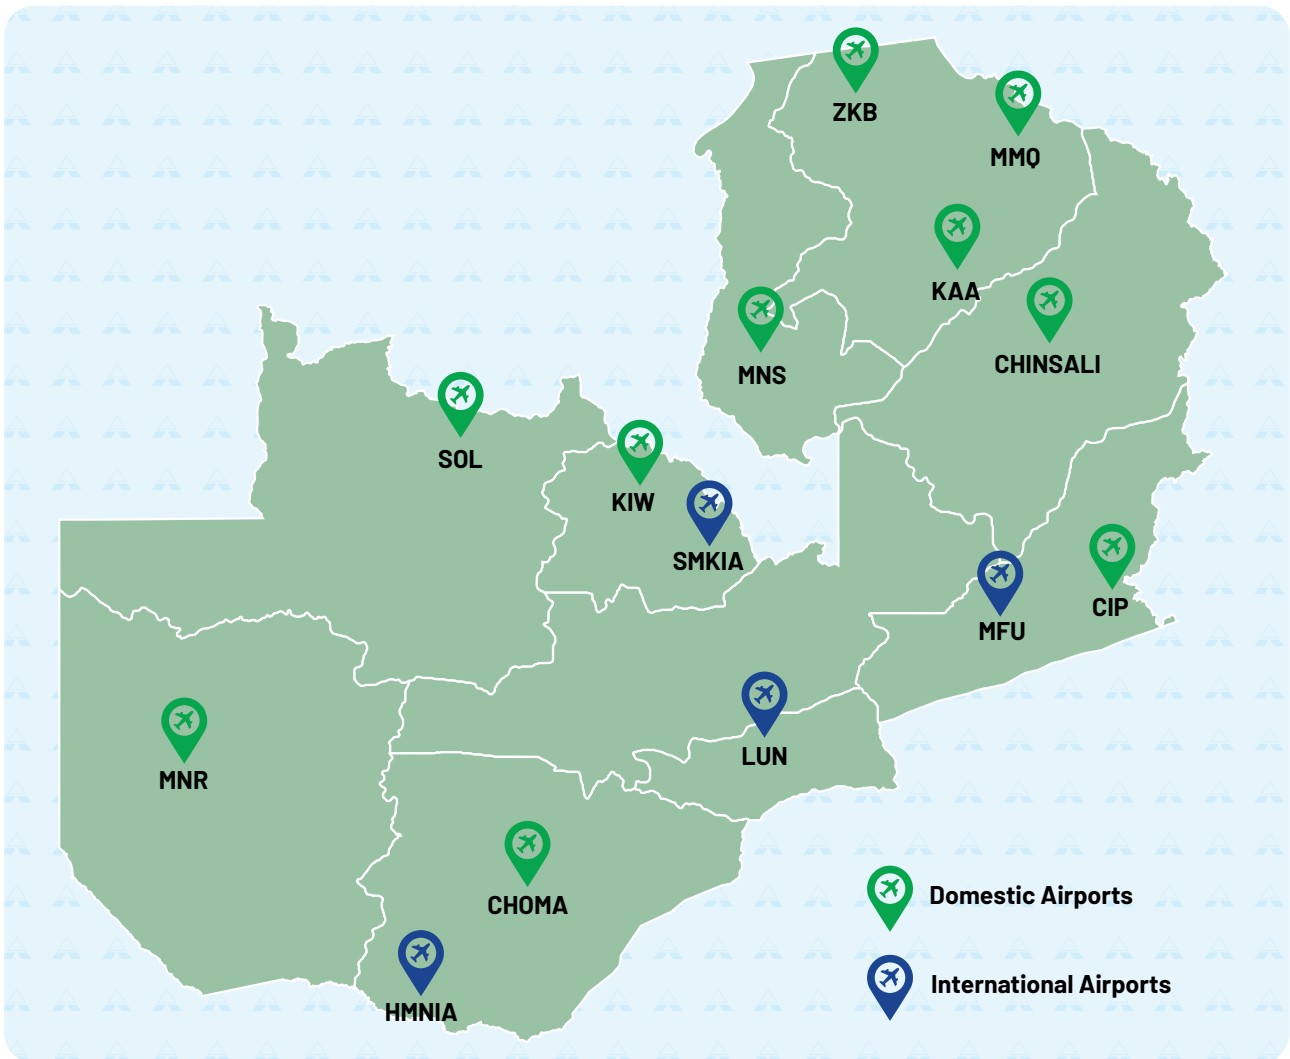 ZKB
MMQ
KAA
MNS
CHINSALI
SOL
KIW
SMKIA
CIP
MFU
LUN
MNR
CHOMA
Domestic Airports
International Airports
HMNIA